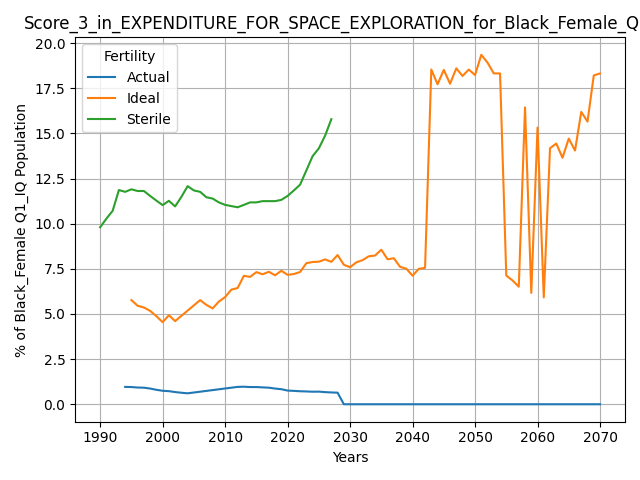 Score_3_in_EXPENDITURE_FOR_SPACE_EXPLORATION_for_Black_Female_Q
20.0
17.5
15.0
12.5
10.0
7.5
5.0
2.5
0.0
% of Black_Female Q1_IQ Population
Fertility
Actual
Ideal
Sterile
1990 2000 2010 2020 2030 2040 2050 2060 2070
Years